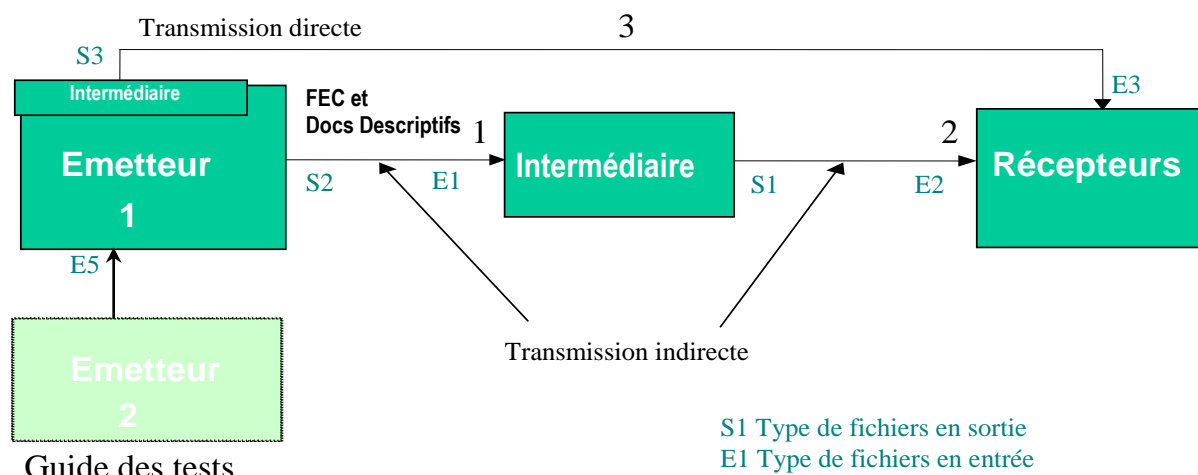 Transmission directe
3
S3
Intermédiaire
E3
FEC et
Docs Descriptifs
1
2
Emetteur
1
Intermédiaire
Récepteurs
S2
E1
S1
E2
E5
Emetteur
2
Transmission indirecte
S1 Type de fichiers en sortie
E1 Type de fichiers en entrée
Guide des tests